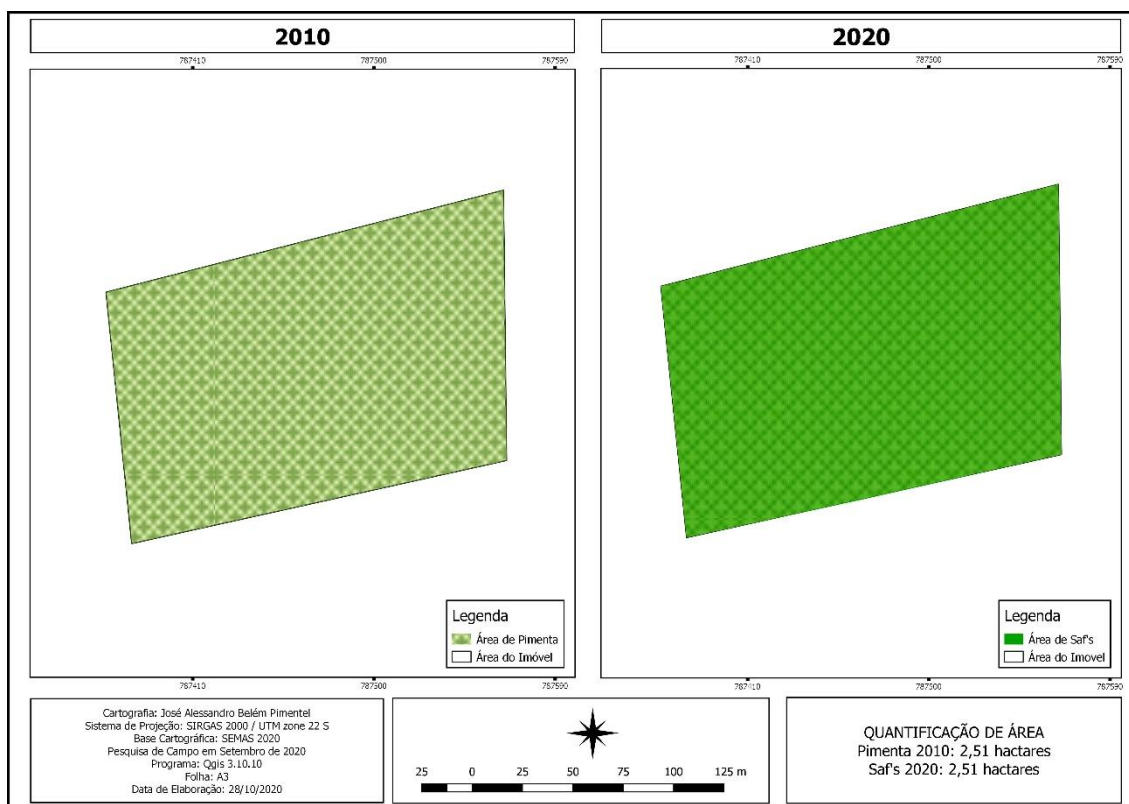 2010
2020
787410 787500 787590
787410 787500 787590
Legenda
Área de Pimenta
Área do Imóvel
Legenda
Área de Saf's
Área do Imovel
787410 787500 787590
787410 787500 787590
Cartografia: José Alessandro Belém Pimentel
Sistema de Projeção: SIRGAS 2000 / UTM zone 22 S
Base Cartográfica: SEMAS 2020
Pesquisa de Campo em Setembro de 2020
Programa: Qgis 3.10.10
Folha: A3
Data de Elaboração: 28/10/2020
25 0 25 50 75 100 125 m
QUANTIFICAÇÃO DE ÁREA
Pimenta 2010: 2,51 hactares
Saf's 2020: 2,51 hactares